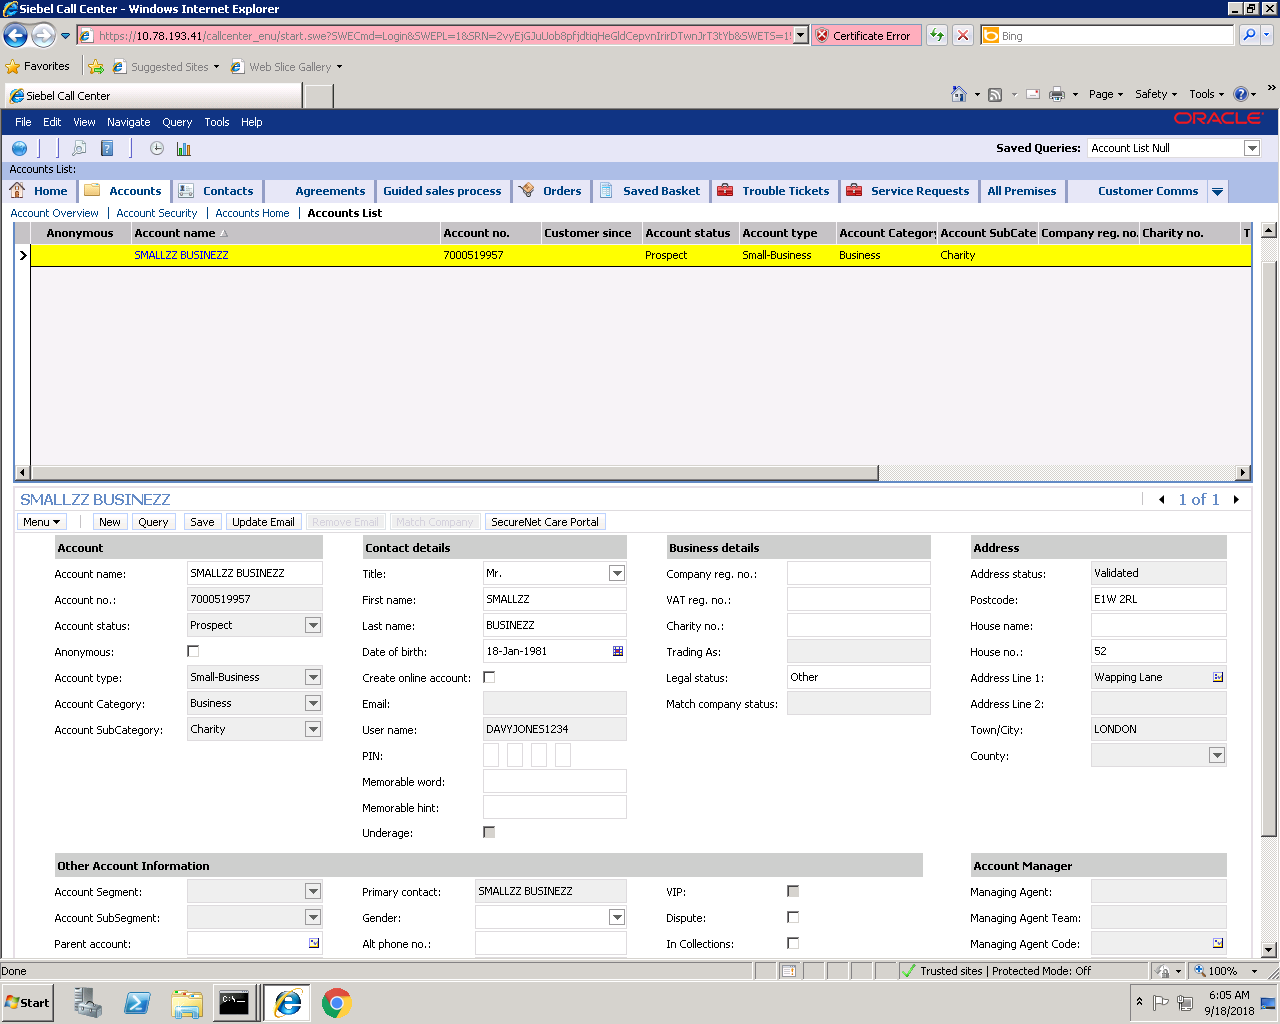 Siebel Call Center - Windows Internet Explorer
https://10.78.193.41/callcenter_enu/start.swe?SWECmd=Login&SWEPL=1&SRN= Certificate Error Bing
Favorites Suggested Sites Web Slice Gallery
Siebel Call Center Page Safety Tools
File Edit View Navigate Query Tools Help ORACLE
Saved Queries: Account List Null
Accounts List:
Home Accounts Contacts Agreements Guided sales process Orders Saved Basket Trouble Tickets Service Requests All Premises Customer Comms
Account Overview | Account Security | Accounts Home | Accounts List
Anonymous Account name Account no. Customer since Account status Account type Account Category Account SubCate Company reg. no. Charity no. T
SMALLZZ BUSINEZZ 7000519957 Prospect Small-Business Business Charity
SMALLZZ BUSINEZZ 1 of 1
Menu New Query Save Update Email Remove Email Match Company SecureNet Care Portal
Account Contact details Business details Address
Account name: SMALLZZ BUSINEZZ Title: Mr. Company reg. no.: Address status: Validated
Account no.: 7000519957 First name: SMALLZZ VAT reg. no.: Postcode: E1W 2RL
Account status: Prospect Last name: BUSINEZZ Charity no.: House name:
Anonymous: Date of birth: 18-Jan-1981 Trading As: House no.: 52
Account type: Small-Business Create online account: Legal status: Other Address Line 1: Wapping Lane
Account Category: Business Email: Match company status: Address Line 2:
Account SubCategory: Charity User name: DAVYJONES1234 Town/City: LONDON
PIN: County:
Memorable word:
Memorable hint:
Underage:
Other Account Information Account Manager
Account Segment: Primary contact: SMALLZZ BUSINEZZ VIP: Managing Agent:
Account SubSegment: Gender: Dispute: Managing Agent Team:
Parent account: Alt phone no.: In Collections: Managing Agent Code:
Done Trusted sites | Protected Mode: Off 100%
Start 6:05 AM
9/18/2018